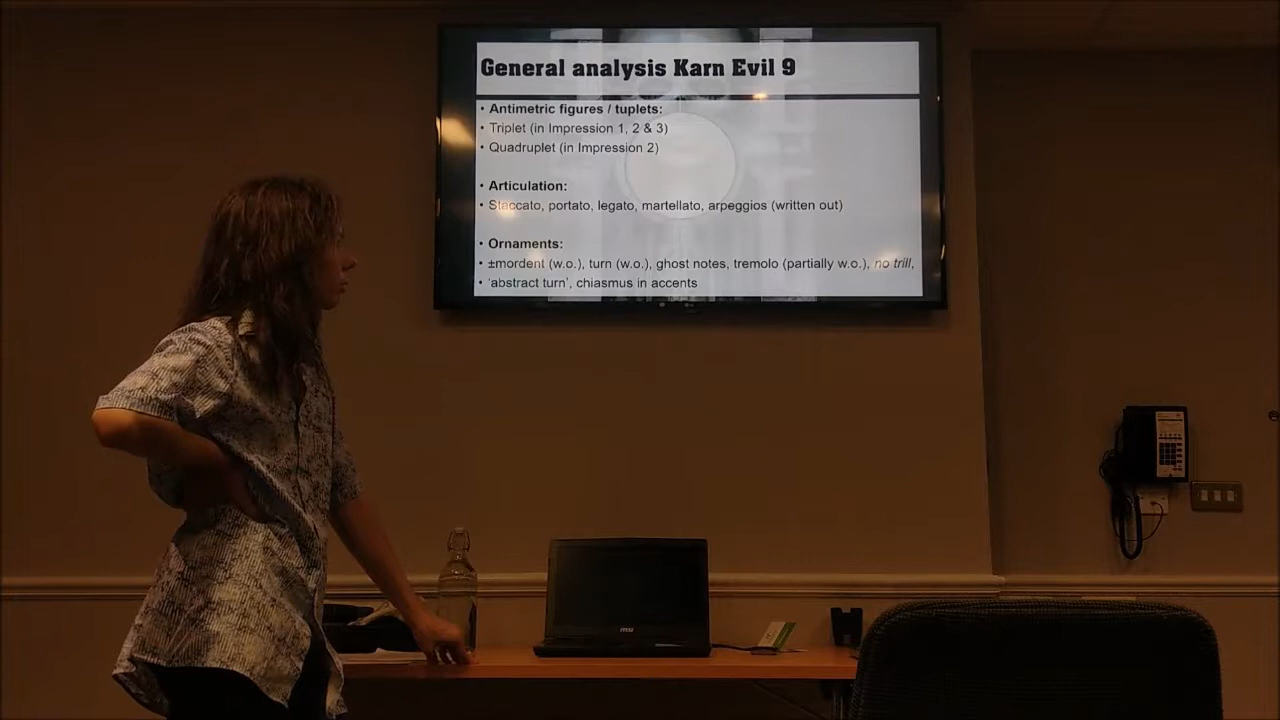 General analysis Karn Evil 9
• Antimetric figures / tuplets:
• Triplet (in Impression 1, 2 & 3)
• Quadruplet (in Impression 2)
• Articulation:
• Staccato, portato, legato, martellato, arpeggios (written out)
• Ornaments:
• ±mordent (w.o.), turn (w.o.), ghost notes, tremolo (partially w.o.), no trill,
• ‘abstract turn’, chiasmus in accents
msi